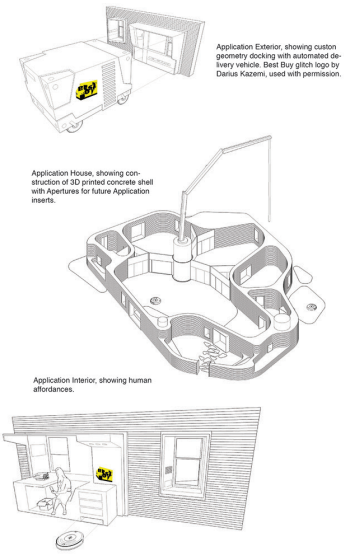 Application Exterior, showing custon
geometry docking with automated de-
livery vehicle. Best Buy glitch logo by
Darius Kazemi, used with permission.
Application House, showing con-
struction of 3D printed concrete shell
with Apertures for future Application
inserts.
Application Interior, showing human
affordances.